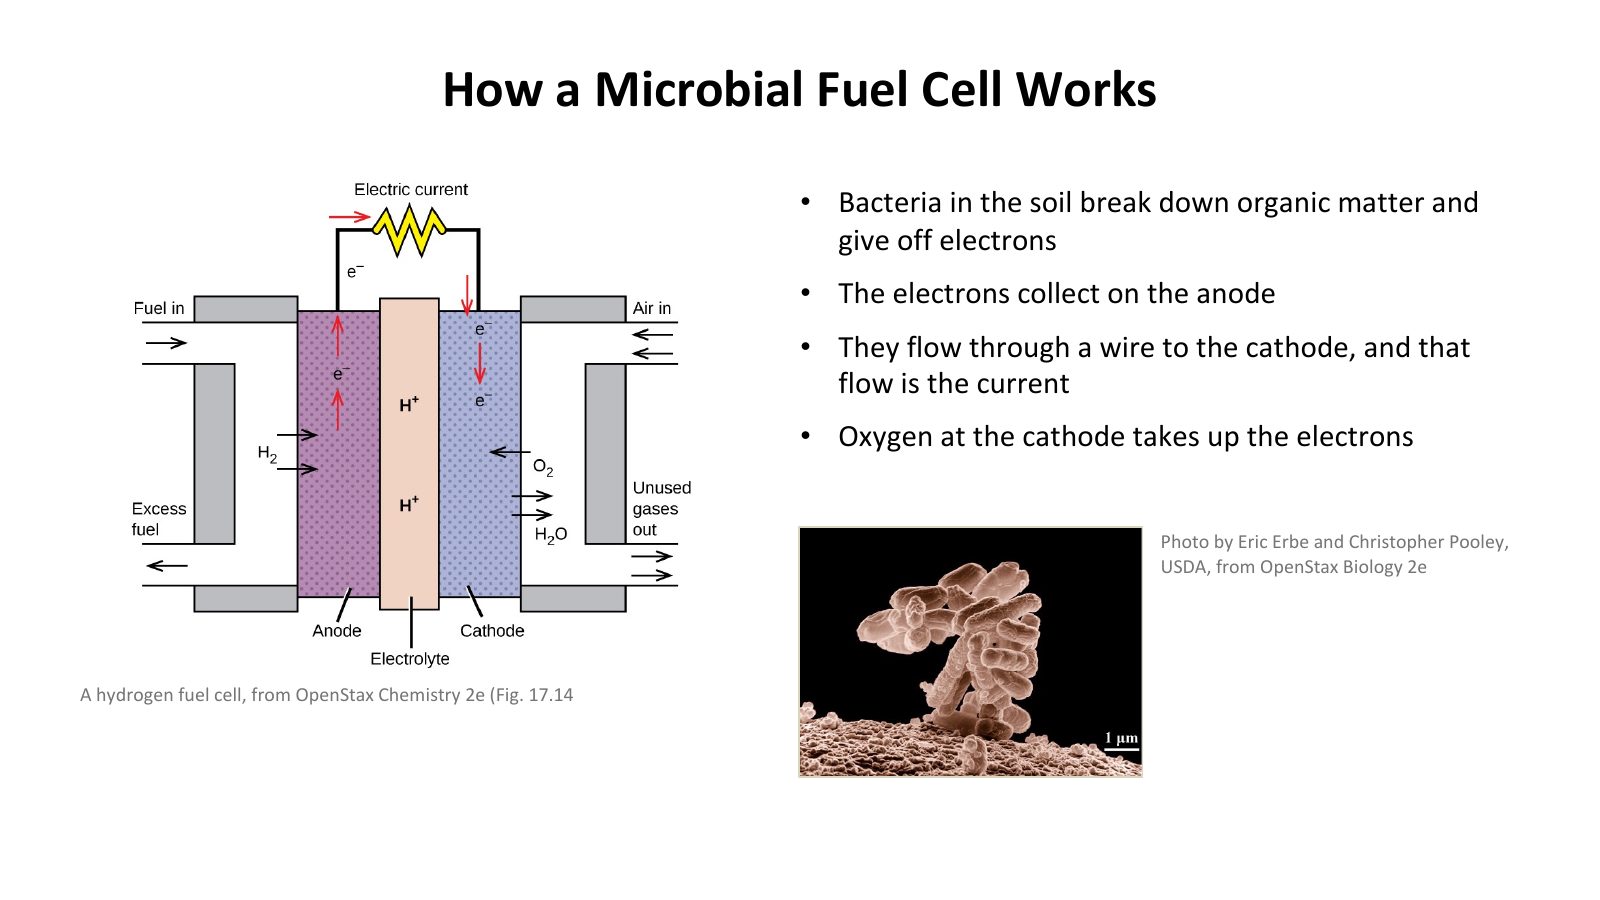 How a Microbial Fuel Cell Works
Electric current
e⁻
Fuel in
Air in
e⁻
e⁻
e⁻
H⁺
H₂
O₂
H⁺
Excess
fuel
Unused
gases
out
H₂O
Anode
Cathode
Electrolyte
A hydrogen fuel cell, from OpenStax Chemistry 2e (Fig. 17.14
• Bacteria in the soil break down organic matter and
give off electrons
• The electrons collect on the anode
• They flow through a wire to the cathode, and that
flow is the current
• Oxygen at the cathode takes up the electrons
1 µm
Photo by Eric Erbe and Christopher Pooley,
USDA, from OpenStax Biology 2e